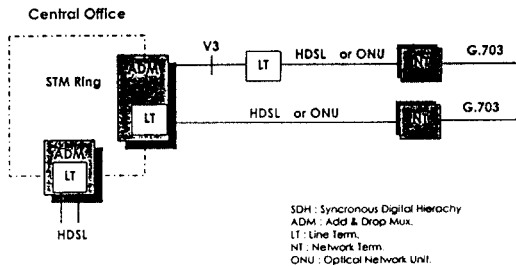 Central Office
STM Ring
ADM
LT
V3
LT
HDSL or ONU
NT
G.703
HDSL or ONU
NT
G.703
ADM
LT
HDSL
SDH : Syncronous Digital Hierachy
ADM : Add & Drop Mux.
LT : Line Term.
NT : Network Term.
ONU : Optical Network Unit.